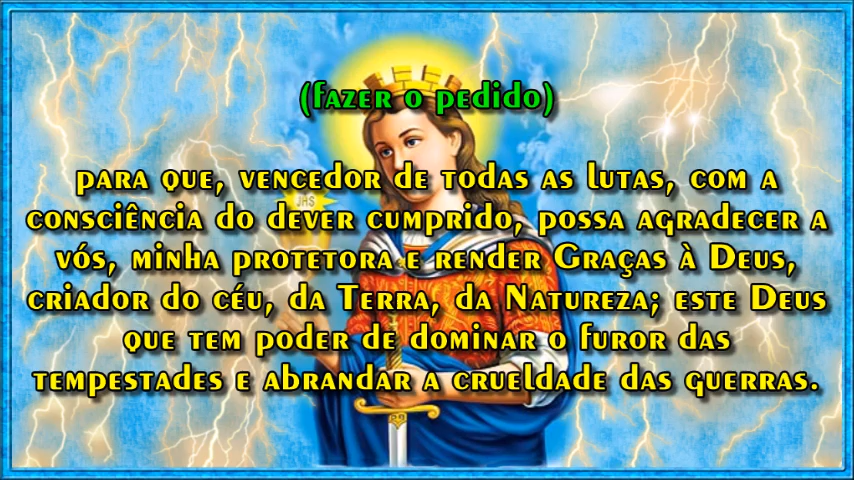 (fazer o pedido)
para que, vencedor de todas as lutas, com a
consciência do dever cumprido, possa agradecer a
vós, minha protetora e render Graças à Deus,
criador do céu, da Terra, da Natureza; este Deus
que tem poder de dominar o furor das
tempestades e abrandar a crueldade das guerras.
JHS